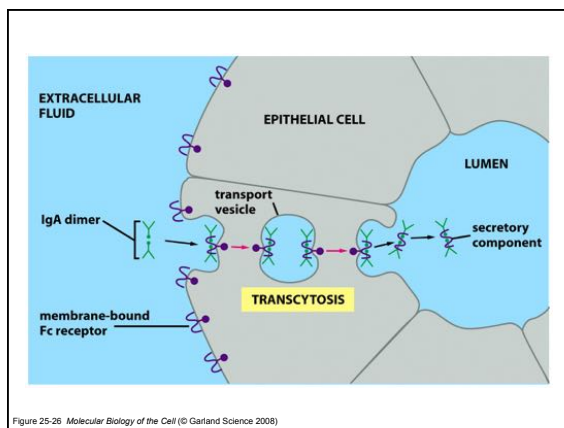 EXTRACELLULAR
FLUID
EPITHELIAL CELL
LUMEN
transport
vesicle
IgA dimer
secretory
component
TRANSCYTOSIS
membrane-bound
Fc receptor
Figure 25-26 Molecular Biology of the Cell (© Garland Science 2008)